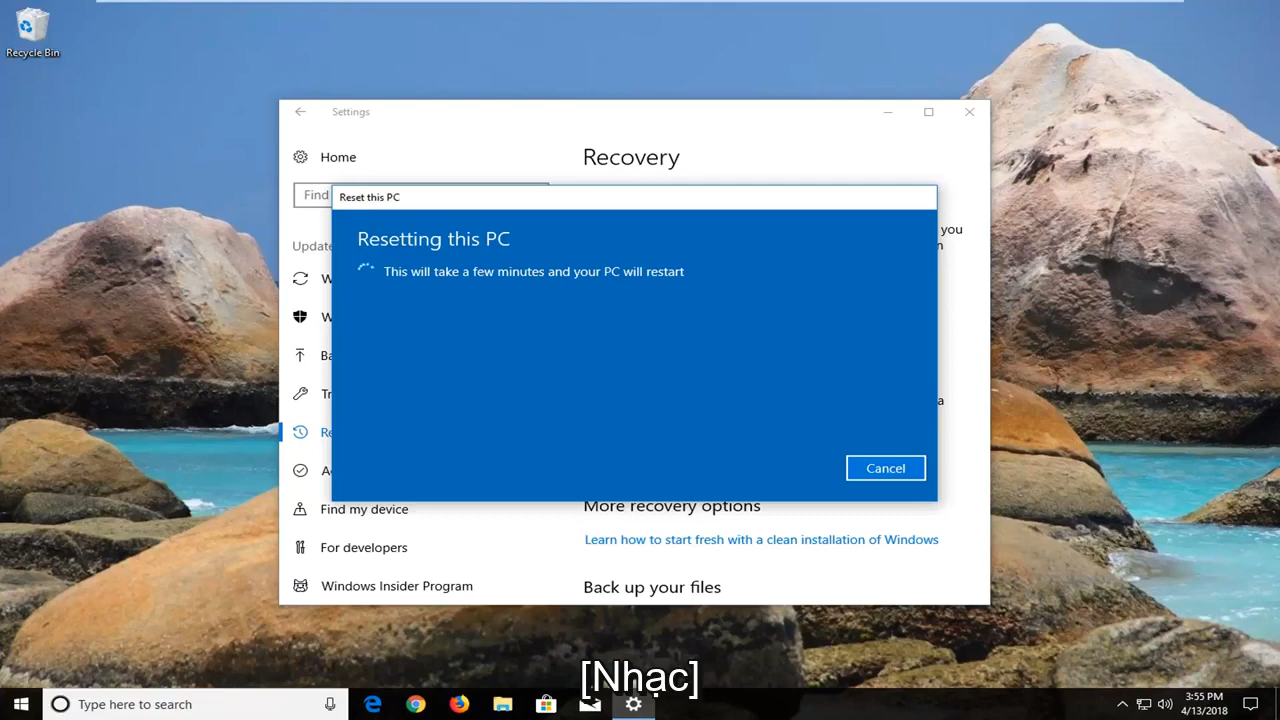 Recycle Bin
Settings
Home
Recovery
Find
Reset this PC
Resetting this PC
This will take a few minutes and your PC will restart
Cancel
you
Update
n
W
W
Ba
Tr
a
Re
A
Find my device
More recovery options
For developers
Learn how to start fresh with a clean installation of Windows
Windows Insider Program
Back up your files
[Nhạc]
Type here to search
3:55 PM
4/13/2018